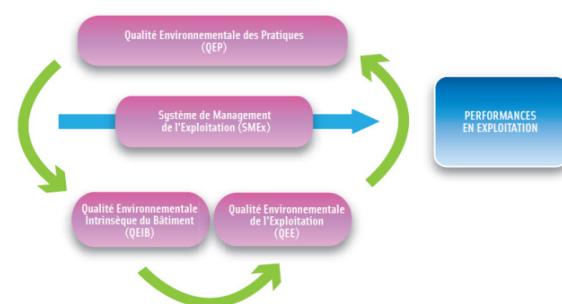 Qualité Environnementale des Pratiques
(QEP)
Système de Management
de l'Exploitation (SMEx)
PERFORMANCES
EN EXPLOITATION
Qualité Environnementale
Intrinsèque du Bâtiment
(QEIB)
Qualité Environnementale
de l'Exploitation
(QEE)